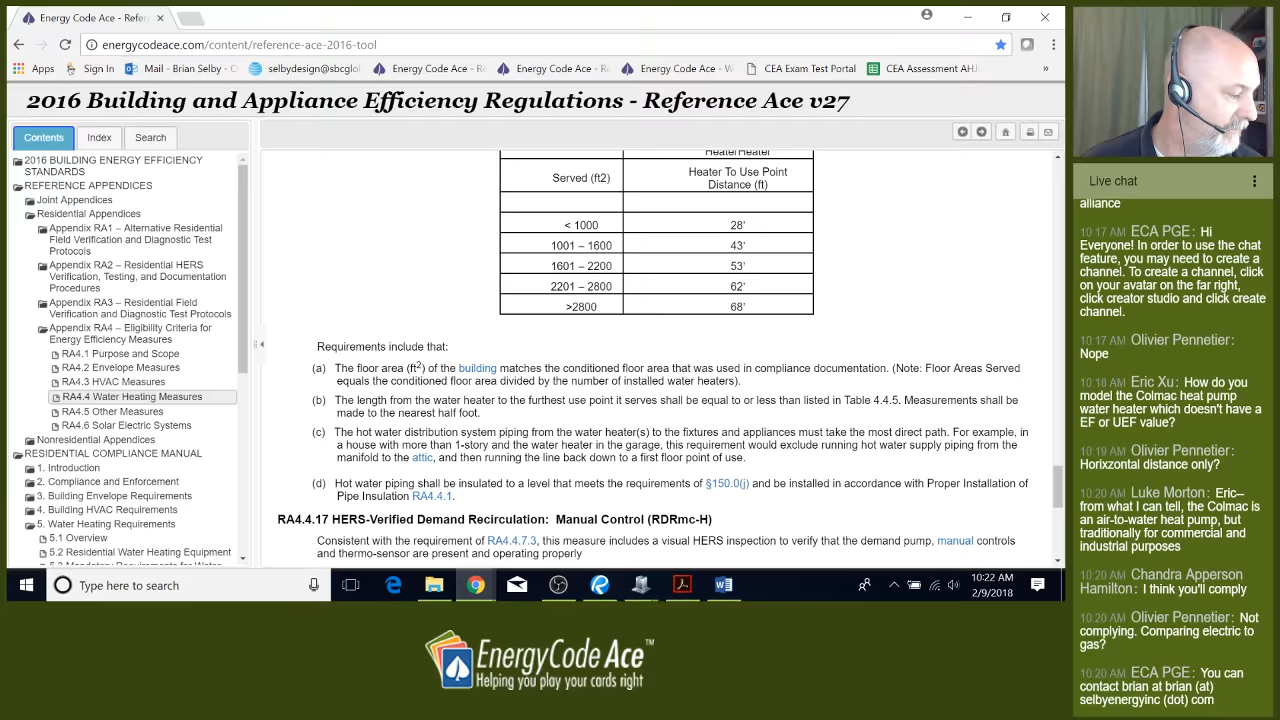 Energy Code Ace - Refer
energycodeace.com/content/reference-ace-2016-tool
Apps
Sign In
Mail - Brian Selby - C
selbydesign@sbcglo
Energy Code Ace - Re
Energy Code Ace - Re
Energy Code Ace - W
CEA Exam Test Portal
CEA Assessment AHJ
»
2016 Building and Appliance Efficiency Regulations - Reference Ace v27
Contents
Index
Search
2016 BUILDING ENERGY EFFICIENCY
STANDARDS
REFERENCE APPENDICES
Joint Appendices
Residential Appendices
Appendix RA1 – Alternative Residential
Field Verification and Diagnostic Test
Protocols
Appendix RA2 – Residential HERS
Verification, Testing, and Documentation
Procedures
Appendix RA3 – Residential Field
Verification and Diagnostic Test Protocols
Appendix RA4 – Eligibility Criteria for
Energy Efficiency Measures
RA4.1 Purpose and Scope
RA4.2 Envelope Measures
RA4.3 HVAC Measures
RA4.4 Water Heating Measures
RA4.5 Other Measures
RA4.6 Solar Electric Systems
Nonresidential Appendices
RESIDENTIAL COMPLIANCE MANUAL
1. Introduction
2. Compliance and Enforcement
3. Building Envelope Requirements
4. Building HVAC Requirements
5. Water Heating Requirements
5.1 Overview
5.2 Residential Water Heating Equipment
5.3 Mandatory Requirements for Water
Heater
Served (ft2)
Heater To Use Point
Distance (ft)
< 1000 28'
1001 – 1600 43'
1601 – 2200 53'
2201 – 2800 62'
>2800 68'
Requirements include that:
(a) The floor area (ft2) of the building matches the conditioned floor area that was used in compliance documentation. (Note: Floor Areas Served
equals the conditioned floor area divided by the number of installed water heaters).
(b) The length from the water heater to the furthest use point it serves shall be equal to or less than listed in Table 4.4.5. Measurements shall be
made to the nearest half foot.
(c) The hot water distribution system piping from the water heater(s) to the fixtures and appliances must take the most direct path. For example, in
a house with more than 1-story and the water heater in the garage, this requirement would exclude running hot water supply piping from the
manifold to the attic, and then running the line back down to a first floor point of use.
(d) Hot water piping shall be insulated to a level that meets the requirements of §150.0(j) and be installed in accordance with Proper Installation of
Pipe Insulation RA4.4.1.
RA4.4.17 HERS-Verified Demand Recirculation: Manual Control (RDRmc-H)
Consistent with the requirement of RA4.4.7.3, this measure includes a visual HERS inspection to verify that the demand pump, manual controls
and thermo-sensor are present and operating properly
Type here to search
10:22 AM
2/9/2018
EnergyCode Ace™
Helping you play your cards right
Live chat
alliance
10:17 AM ECA PGE: Hi
Everyone! In order to use the chat
feature, you may need to create a
channel. To create a channel, click
on your avatar on the far right,
click creator studio and click create
channel.
10:17 AM Olivier Pennetier:
Nope
10:18 AM Eric Xu: How do you
model the Colmac heat pump
water heater which doesn't have a
EF or UEF value?
10:19 AM Olivier Pennetier:
Horixzontal distance only?
10:20 AM Luke Morton: Eric--
from what I can tell, the Colmac is
an air-to-water heat pump, but
traditionally for commercial and
industrial purposes
10:20 AM Chandra Apperson
Hamilton: I think you'll comply
10:20 AM Olivier Pennetier: Not
complying. Comparing electric to
gas?
10:20 AM ECA PGE: You can
contact brian at brian (at)
selbyenergyinc (dot) com